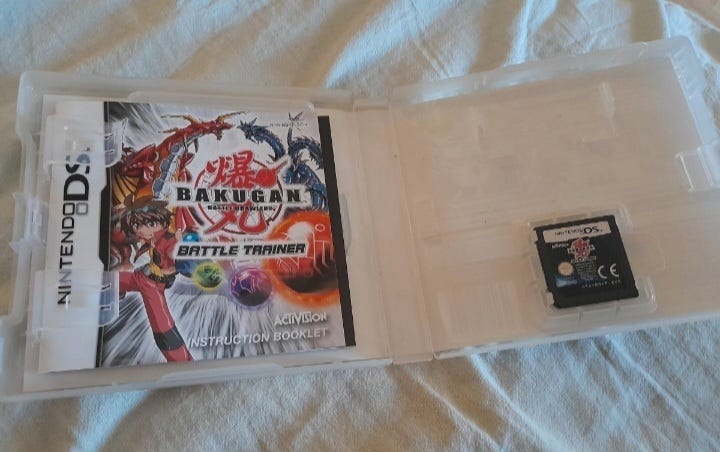 NINTENDO DS
爆
BAKUGAN
BATTLE BRAWLERS
丸
BATTLE TRAINER
ACTIVISION
INSTRUCTION BOOKLET
NINTENDO DS
CE